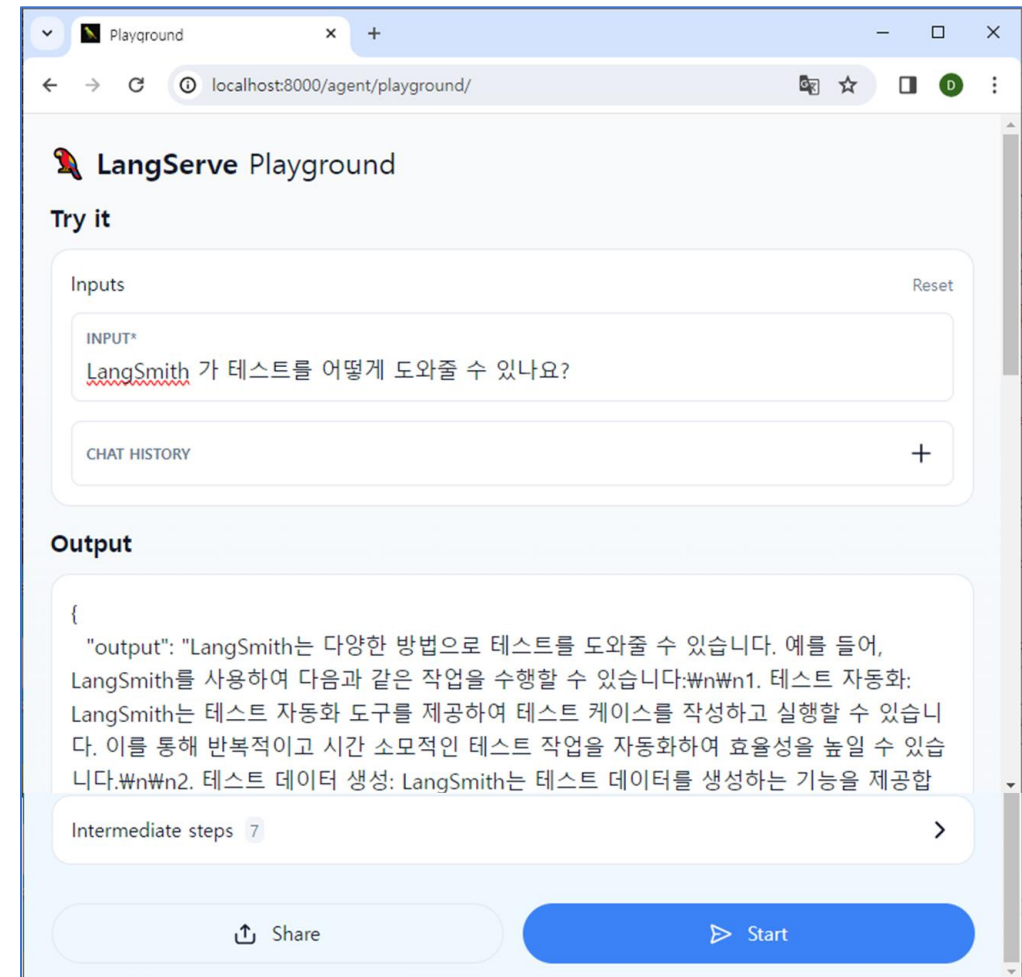 Playground
localhost:8000/agent/playground/
D
LangServe Playground
Try it
Inputs
Reset
INPUT*
LangSmith 가 테스트를 어떻게 도와줄 수 있나요?
CHAT HISTORY
Output
{
"output": "LangSmith는 다양한 방법으로 테스트를 도와줄 수 있습니다. 예를 들어,
LangSmith를 사용하여 다음과 같은 작업을 수행할 수 있습니다:₩n₩n1. 테스트 자동화:
LangSmith는 테스트 자동화 도구를 제공하여 테스트 케이스를 작성하고 실행할 수 있습니
다. 이를 통해 반복적이고 시간 소모적인 테스트 작업을 자동화하여 효율성을 높일 수 있습
니다.₩n₩n2. 테스트 데이터 생성: LangSmith는 테스트 데이터를 생성하는 기능을 제공합
Intermediate steps 7
Share
Start